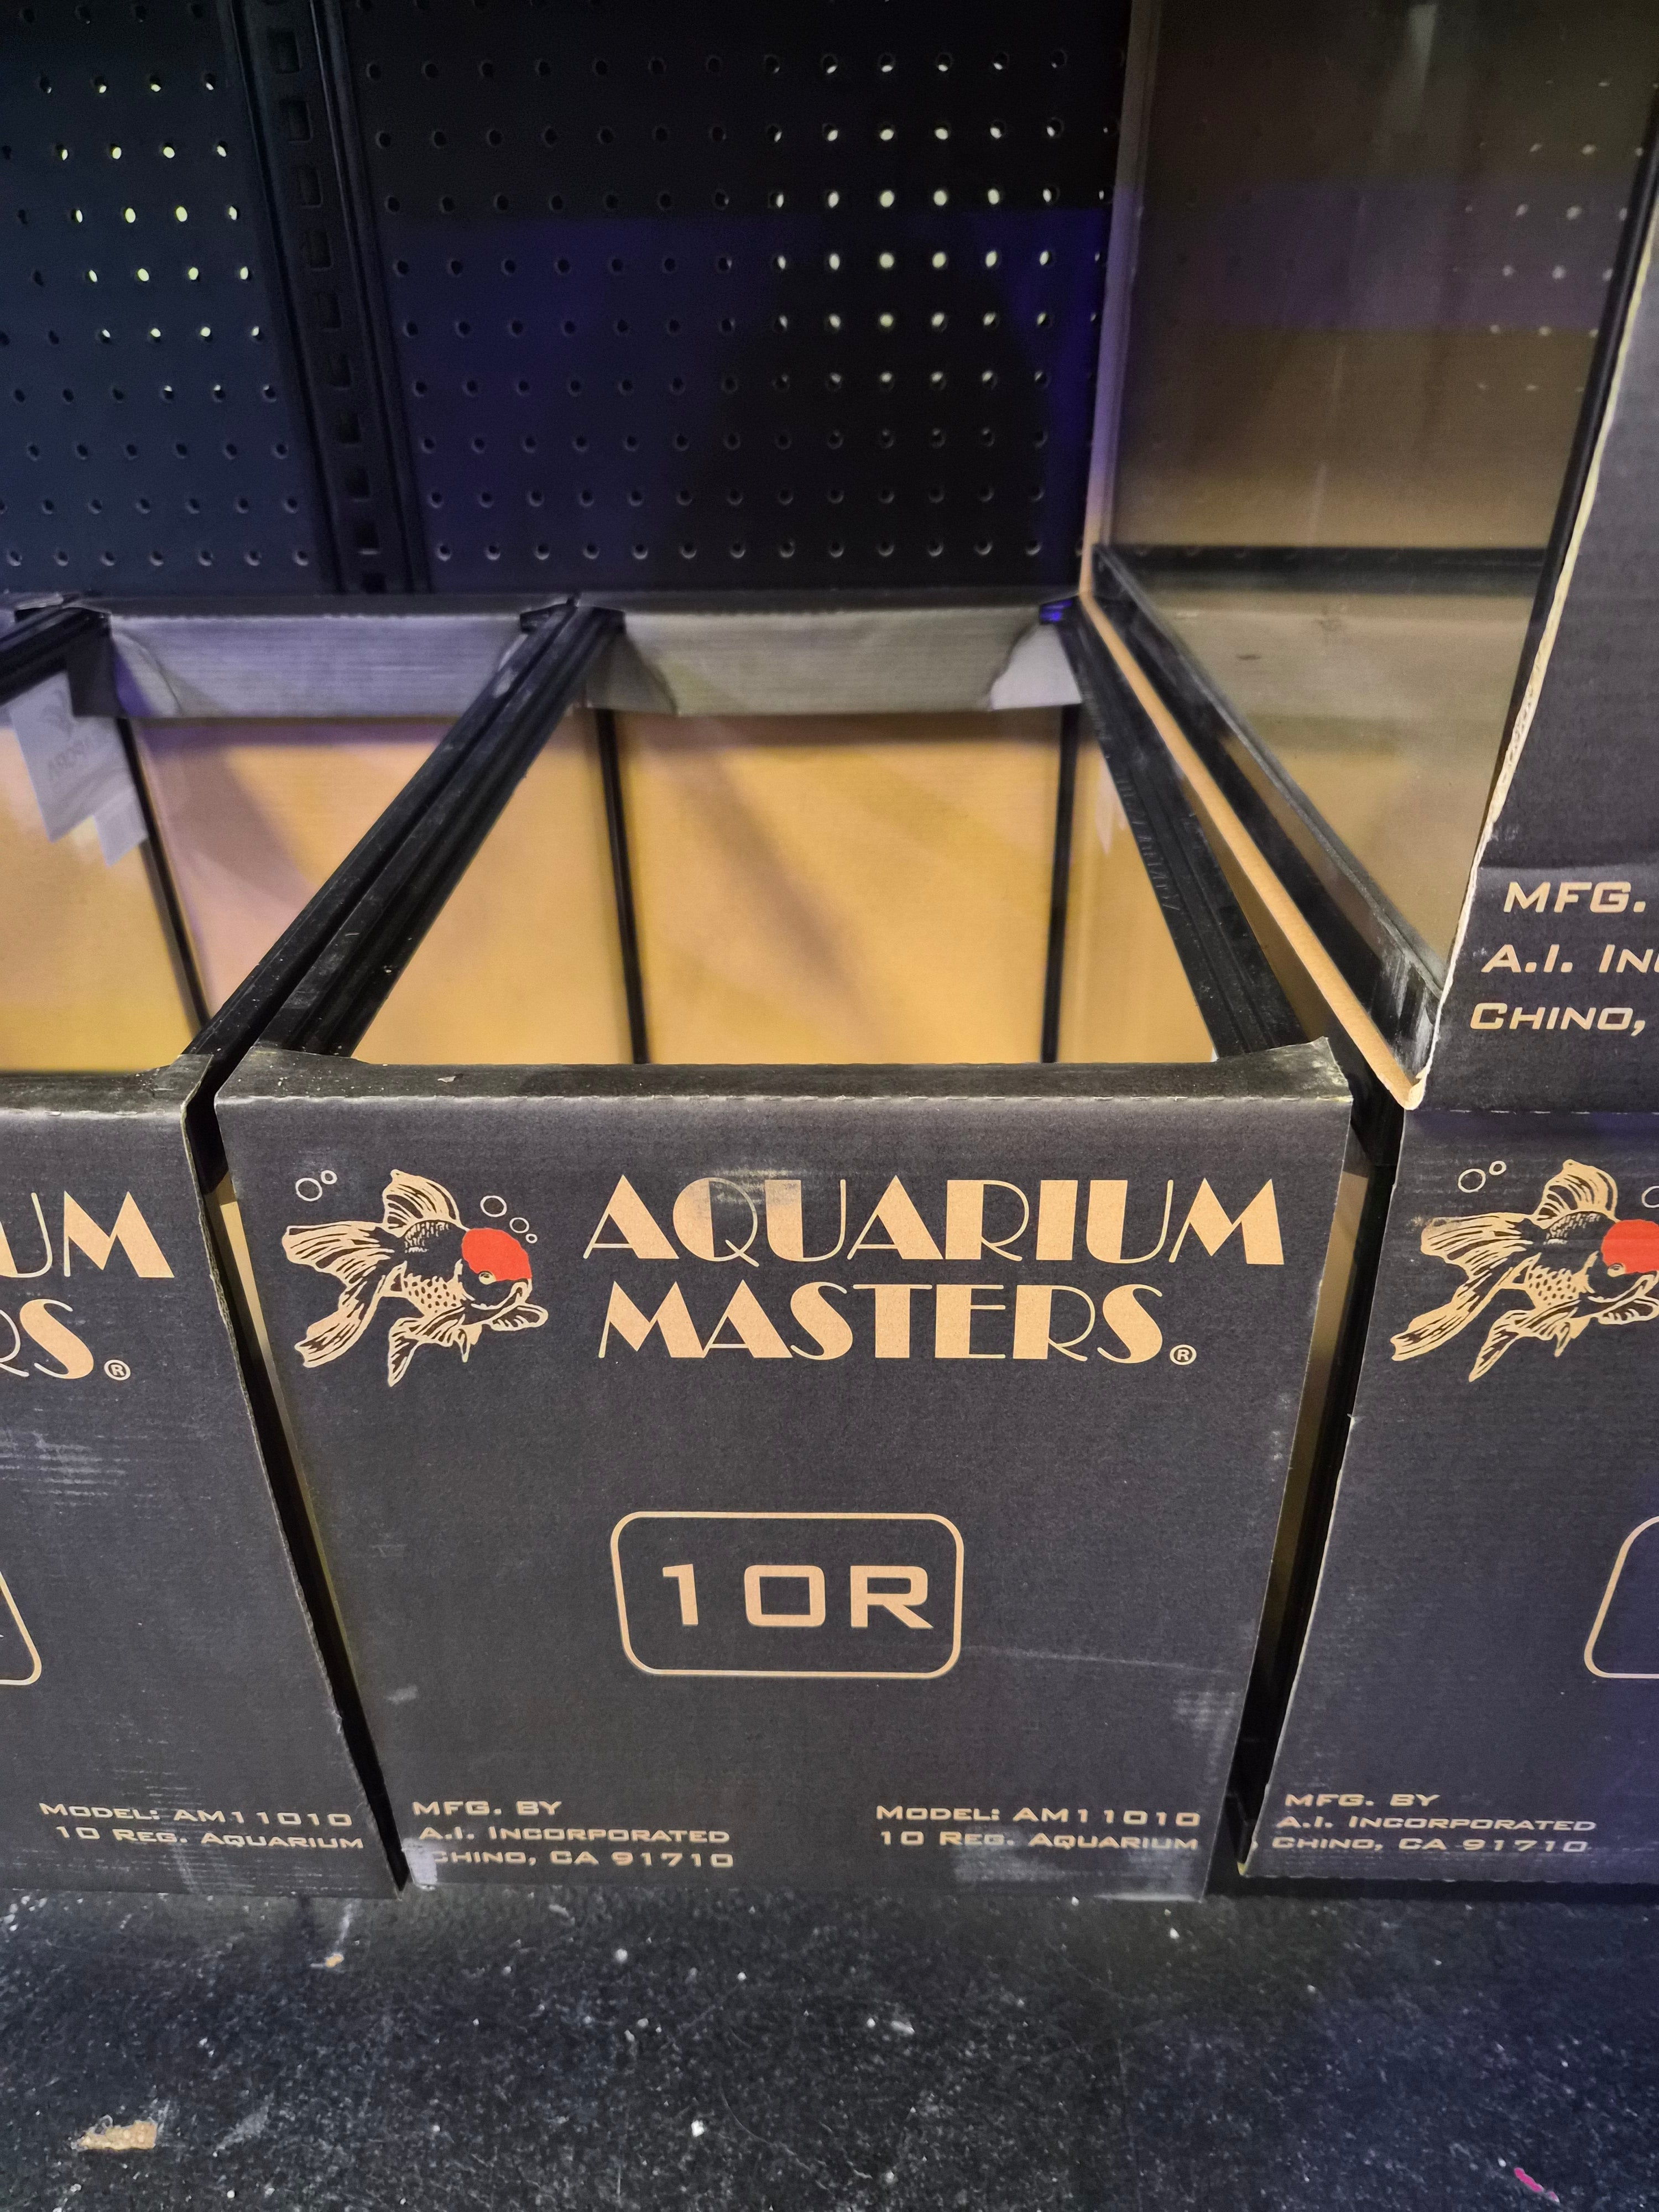 MFG.
A.I.
CHINO,
UM
RS®
MODEL: AM11010
10 REG. AQUARIUM
AQUARIUM
MASTERS®
10R
MFG. BY
A.I. INCORPORATED
CHINO, CA 91710
MODEL: AM11010
10 REG. AQUARIUM
MFG. BY
A.I. INCORPORATED
CHINO, CA 91710